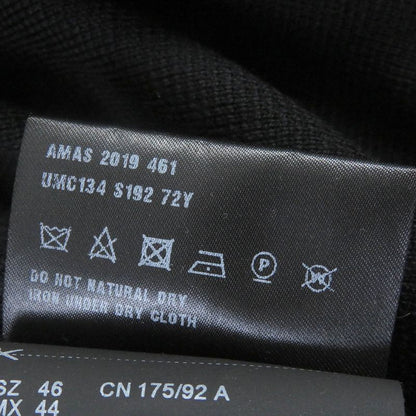 AMAS 2019 461
UMC134 S192 72Y
P W
DO NOT NATURAL DRY
IRON UNDER DRY CLOTH
SZ 46 CN 175/92 A
MX 44